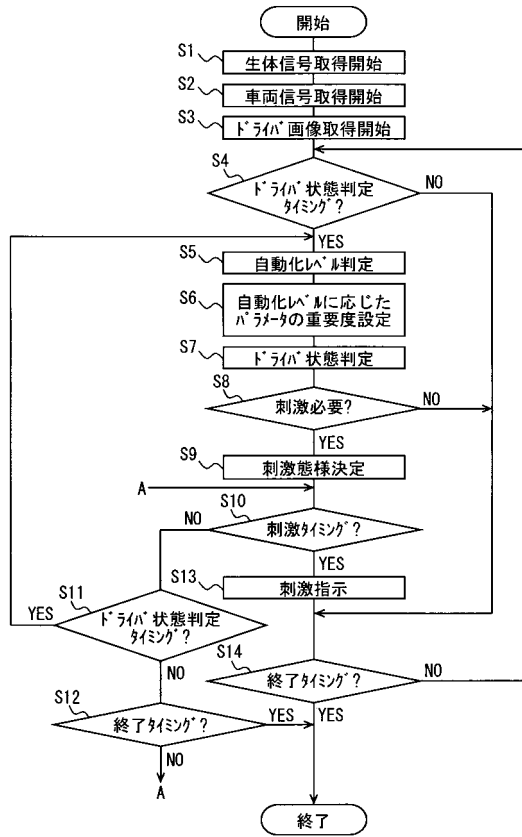 開始
S1
生体信号取得開始
S2
車両信号取得開始
S3
ﾄﾞﾗｲﾊﾞ画像取得開始
S4
ﾄﾞﾗｲﾊﾞ状態判定
ﾀｲﾐﾝｸﾞ?
NO
YES
S5
自動化ﾚﾍﾞﾙ判定
S6
自動化ﾚﾍﾞﾙに応じた
ﾊﾟﾗﾒｰﾀの重要度設定
S7
ﾄﾞﾗｲﾊﾞ状態判定
S8
刺激必要?
NO
YES
S9
刺激態様決定
A
S10
刺激ﾀｲﾐﾝｸﾞ?
NO
YES
S13
刺激指示
S11
ﾄﾞﾗｲﾊﾞ状態判定
ﾀｲﾐﾝｸﾞ?
YES
NO
S14
終了ﾀｲﾐﾝｸﾞ?
NO
YES
S12
終了ﾀｲﾐﾝｸﾞ?
YES
NO
A
終了